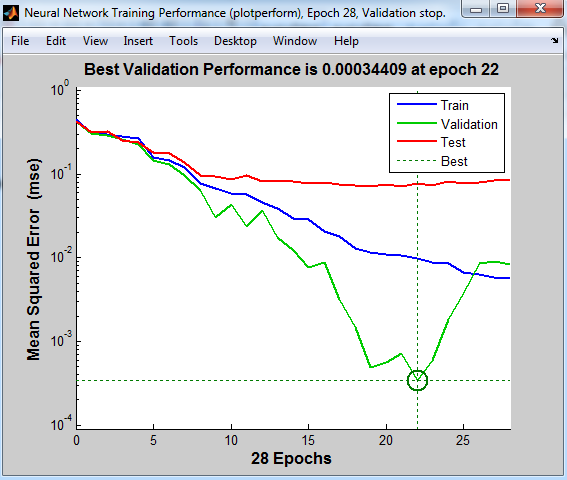 Neural Network Training Performance (plotperform), Epoch 28, Validation stop.
File Edit View Insert Tools Desktop Window Help
Best Validation Performance is 0.00034409 at epoch 22
Train
Validation
Test
Best
10^0
10^-1
10^-2
10^-3
10^-4
Mean Squared Error (mse)
0 5 10 15 20 25
28 Epochs